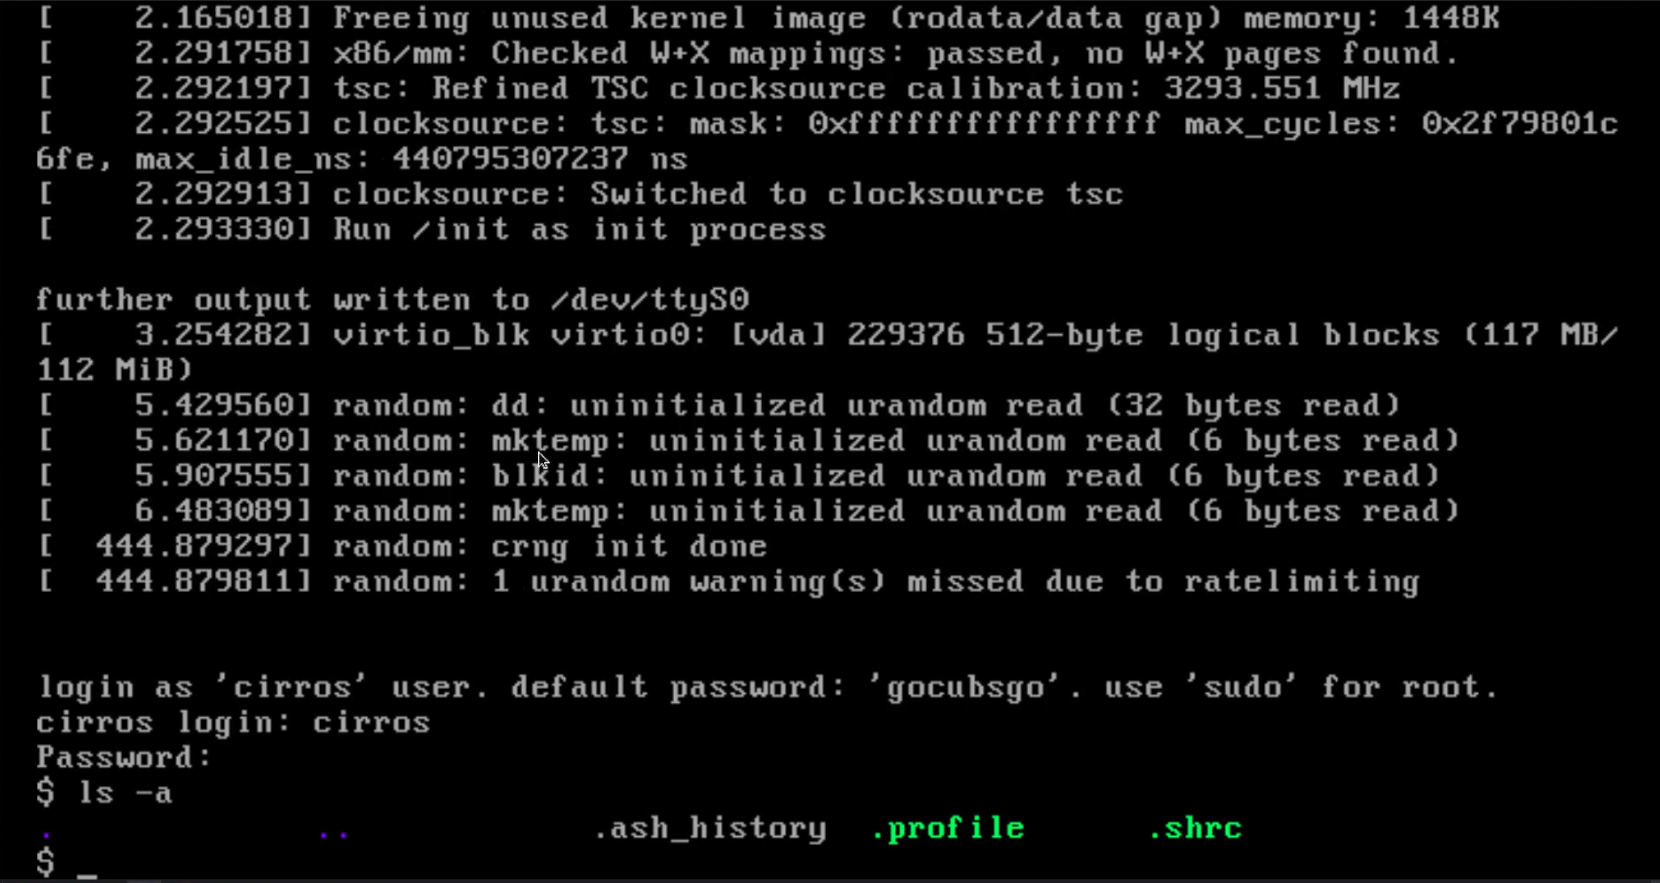 [    2.165018] Freeing unused kernel image (rodata/data gap) memory: 1448K
[    2.291758] x86/mm: Checked W+X mappings: passed, no W+X pages found.
[    2.292197] tsc: Refined TSC clocksource calibration: 3293.551 MHz
[    2.292525] clocksource: tsc: mask: 0xffffffffffffffff max_cycles: 0x2f79801c
6fe, max_idle_ns: 440795307237 ns
[    2.292913] clocksource: Switched to clocksource tsc
[    2.293330] Run /init as init process
further output written to /dev/ttyS0
[    3.254282] virtio_blk virtio0: [vda] 229376 512-byte logical blocks (117 MB/
112 MiB)
[    5.429560] random: dd: uninitialized urandom read (32 bytes read)
[    5.621170] random: mktemp: uninitialized urandom read (6 bytes read)
[    5.907555] random: blkid: uninitialized urandom read (6 bytes read)
[    6.483089] random: mktemp: uninitialized urandom read (6 bytes read)
[  444.879297] random: crng init done
[  444.879811] random: 1 urandom warning(s) missed due to ratelimiting
login as 'cirros' user. default password: 'gocubsgo'. use 'sudo' for root.
cirros login: cirros
Password:
$ ls -a
.             ..            .ash_history  .profile      .shrc
$ _